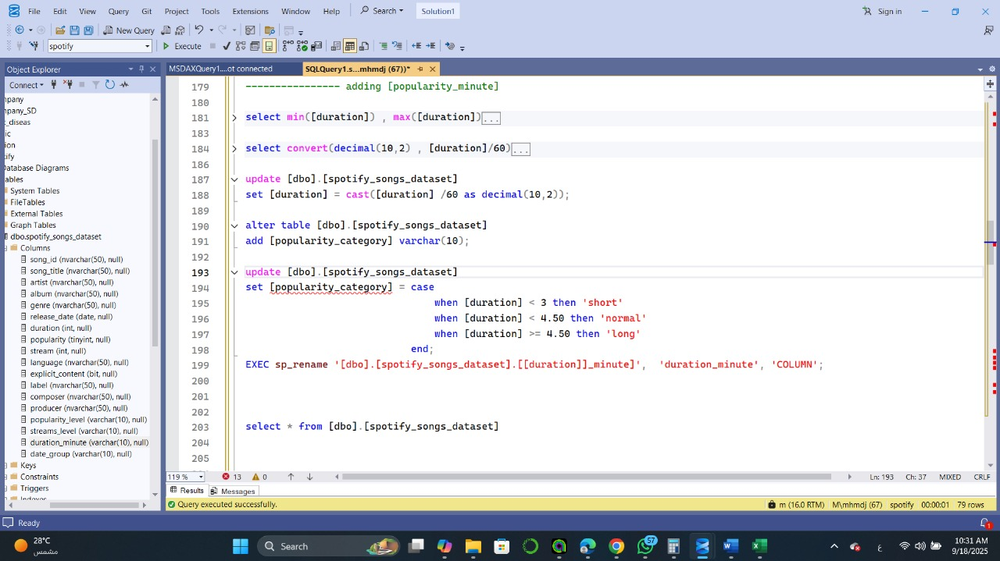 File Edit View Query Git Project Tools Extensions Window Help Search Solution1 Sign in
New Query
spotify Execute
Object Explorer
Connect
MSDAXQuery1....ot connected
SQLQuery1.s...mhmdj (67))*
mpany
mpany_SD
t_diseas
ic
ion
ify
Database Diagrams
ables
System Tables
FileTables
External Tables
Graph Tables
dbo.spotify_songs_dataset
Columns
song_id (nvarchar(50), null)
song_title (nvarchar(50), null)
artist (nvarchar(50), null)
album (nvarchar(50), null)
genre (nvarchar(50), null)
release_date (date, null)
duration (int, null)
popularity (tinyint, null)
stream (int, null)
language (nvarchar(50), null)
explicit_content (bit, null)
label (nvarchar(50), null)
composer (nvarchar(50), null)
producer (nvarchar(50), null)
popularity_level (varchar(10), null)
streams_level (varchar(10), null)
duration_minute (varchar(10), null)
date_group (varchar(10), null)
Keys
Constraints
Triggers
Indexes
179 ---------------- adding [popularity_minute]
180
181 select min([duration]) , max([duration])...
183
184 select convert(decimal(10,2) , [duration]/60)...
186
187 update [dbo].[spotify_songs_dataset]
188 set [duration] = cast([duration] /60 as decimal(10,2));
189
190 alter table [dbo].[spotify_songs_dataset]
191 add [popularity_category] varchar(10);
192
193 update [dbo].[spotify_songs_dataset]
194 set [popularity_category] = case
195 when [duration] < 3 then 'short'
196 when [duration] < 4.50 then 'normal'
197 when [duration] >= 4.50 then 'long'
198 end;
199 EXEC sp_rename '[dbo].[spotify_songs_dataset].[[duration]]_minute]', 'duration_minute', 'COLUMN';
200
201
202
203 select * from [dbo].[spotify_songs_dataset]
204
205
119 % 13 0 Ln: 193 Ch: 37 MIXED CRLF
Results Messages
Query executed successfully. m (16.0 RTM) M\mhmdj (67) spotify 00:00:01 79 rows
Ready 1
28°C
مشمس
Search
57
ع
10:31 AM
9/18/2025